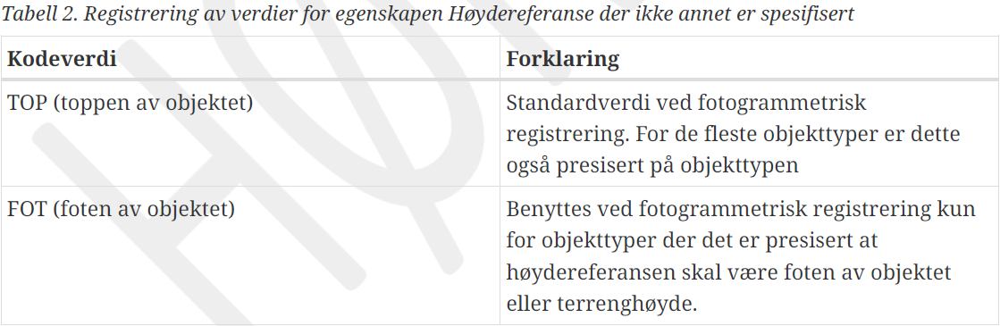 Tabell 2. Registrering av verdier for egenskapen Høydereferanse der ikke annet er spesifisert
Kodeverdi
Forklaring
TOP (toppen av objektet)
Standardverdi ved fotogrammetrisk
registrering. For de fleste objekttyper er dette
også presisert på objekttypen
FOT (foten av objektet)
Benyttes ved fotogrammetrisk registrering kun
for objekttyper der det er presisert at
høydereferansen skal være foten av objektet
eller terrenghøyde.